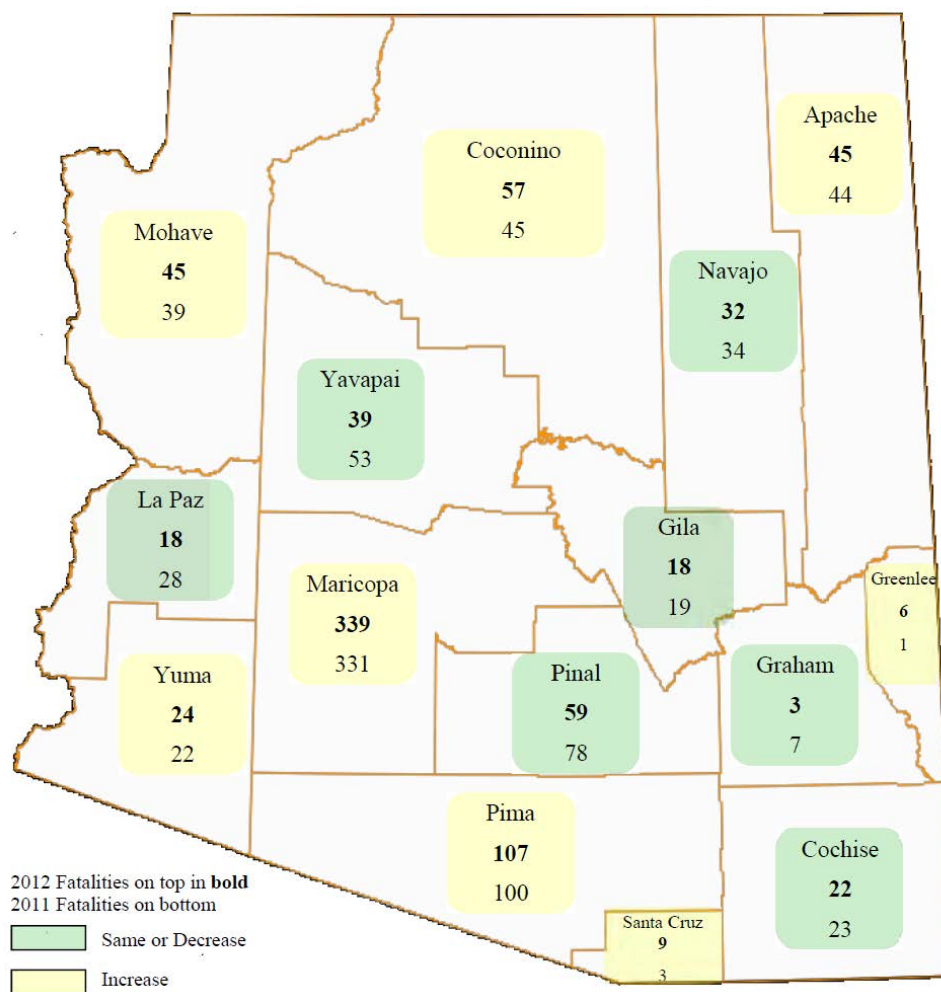 Apache
45
44
Coconino
57
45
Mohave
45
39
Navajo
32
34
Yavapai
39
53
La Paz
18
28
Gila
18
19
Greenlee
6
1
Maricopa
339
331
Yuma
24
22
Pinal
59
78
Graham
3
7
Pima
107
100
Cochise
22
23
Santa Cruz
9
3
2012 Fatalities on top in bold
2011 Fatalities on bottom
Same or Decrease
Increase